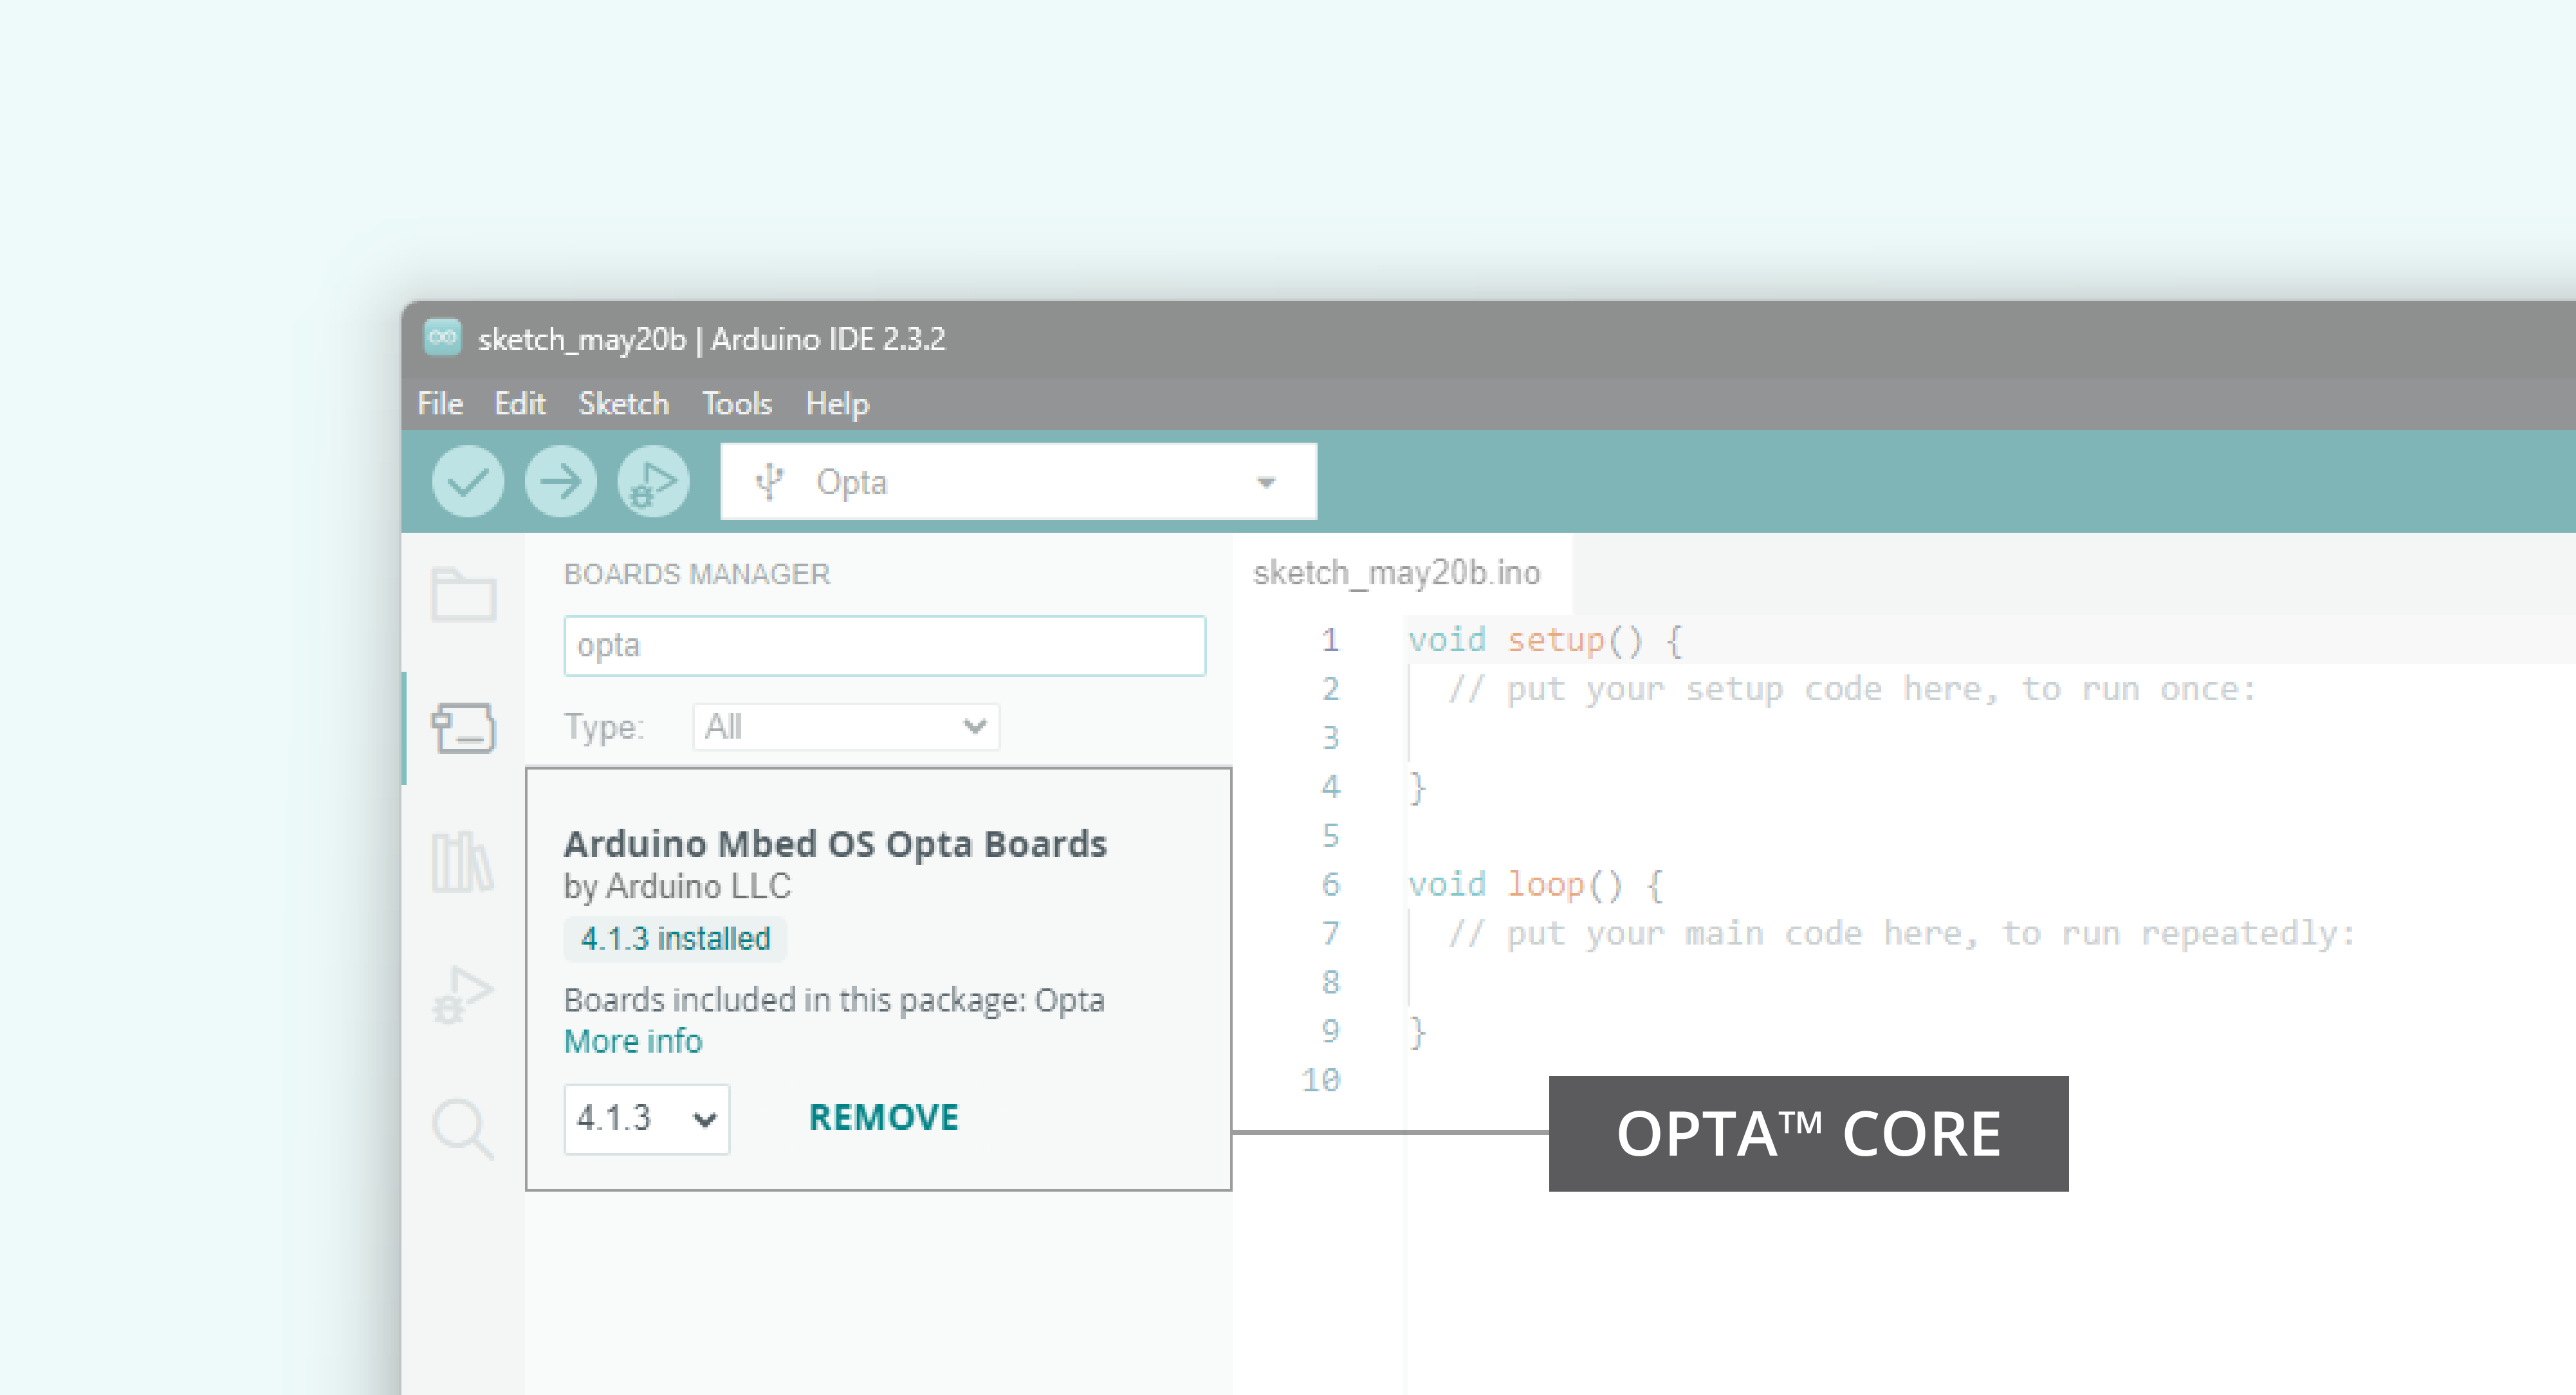 sketch_may20b | Arduino IDE 2.3.2
File Edit Sketch Tools Help
Opta
BOARDS MANAGER
opta
Type: All
Arduino Mbed OS Opta Boards
by Arduino LLC
4.1.3 installed
Boards included in this package: Opta
More info
4.1.3 REMOVE
sketch_may20b.ino
1 void setup() {
2 // put your setup code here, to run once:
3
4 }
5
6 void loop() {
7 // put your main code here, to run repeatedly:
8
9 }
10
OPTA™ CORE